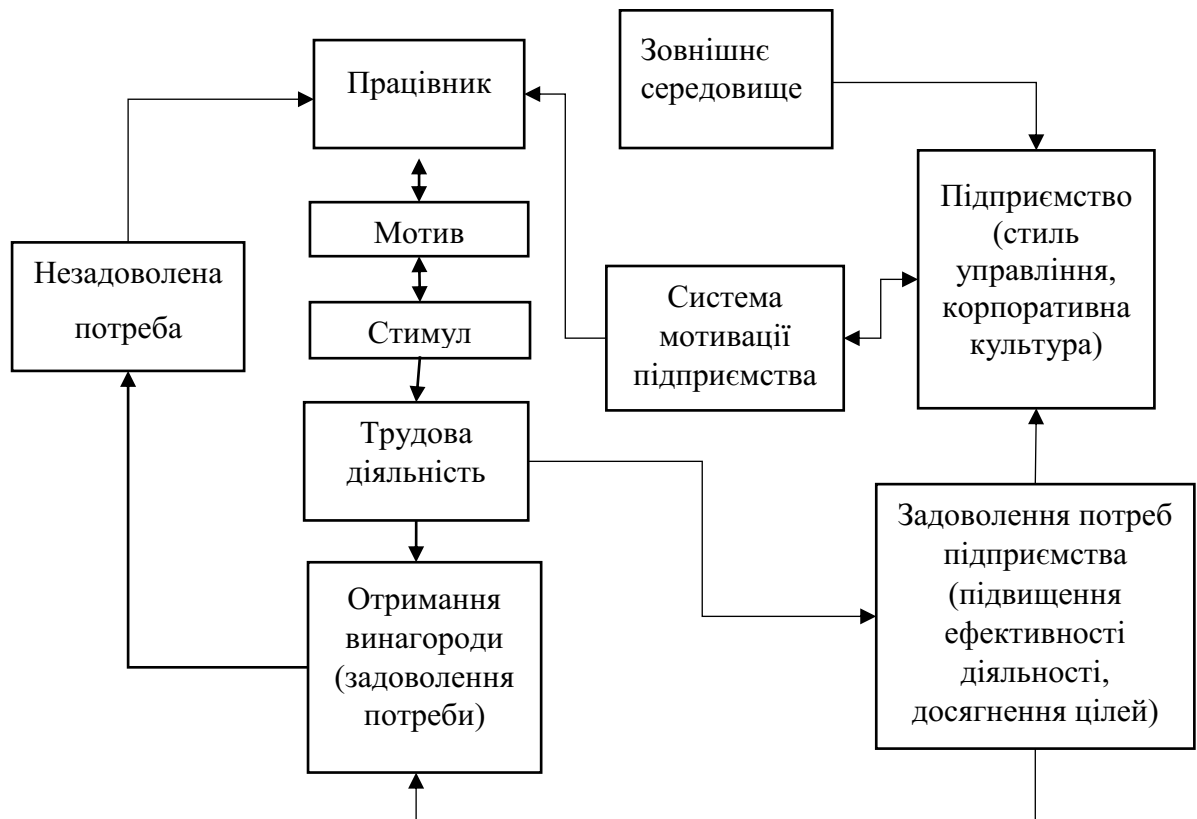 Працівник
Зовнішнє
середовище
Мотив
Підприємство
(стиль
управління,
корпоративна
культура)
Незадоволена
потреба
Стимул
Система
мотивації
підприємства
Трудова
діяльність
Задоволення потреб
підприємства
(підвищення
ефективності
діяльності,
досягнення цілей)
Отримання
винагороди
(задоволення
потреби)